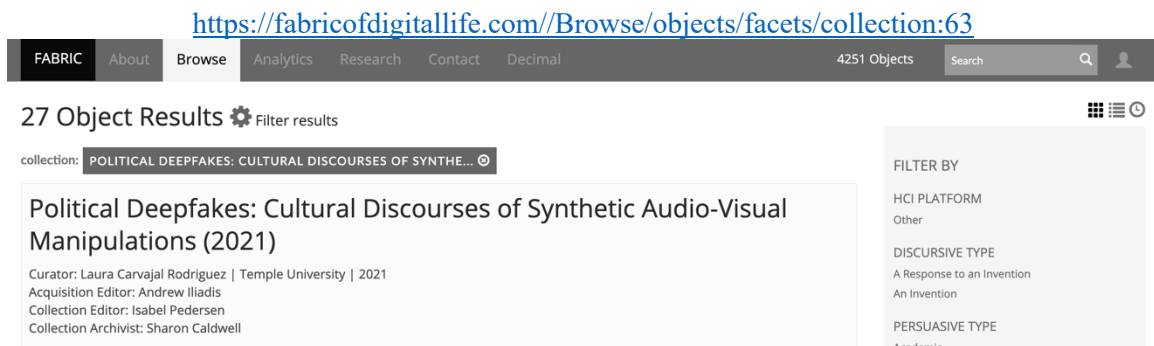 https://fabricofdigitallife.com//Browse/objects/facets/collection:63
FABRIC About Browse Analytics Research Contact Decimal 4251 Objects Search
27 Object Results Filter results
collection: POLITICAL DEEPFAKES: CULTURAL DISCOURSES OF SYNTHE...
Political Deepfakes: Cultural Discourses of Synthetic Audio-Visual
Manipulations (2021)
Curator: Laura Carvajal Rodriguez | Temple University | 2021
Acquisition Editor: Andrew Iliadis
Collection Editor: Isabel Pedersen
Collection Archivist: Sharon Caldwell
FILTER BY
HCI PLATFORM
Other
DISCURSIVE TYPE
A Response to an Invention
An Invention
PERSUASIVE TYPE